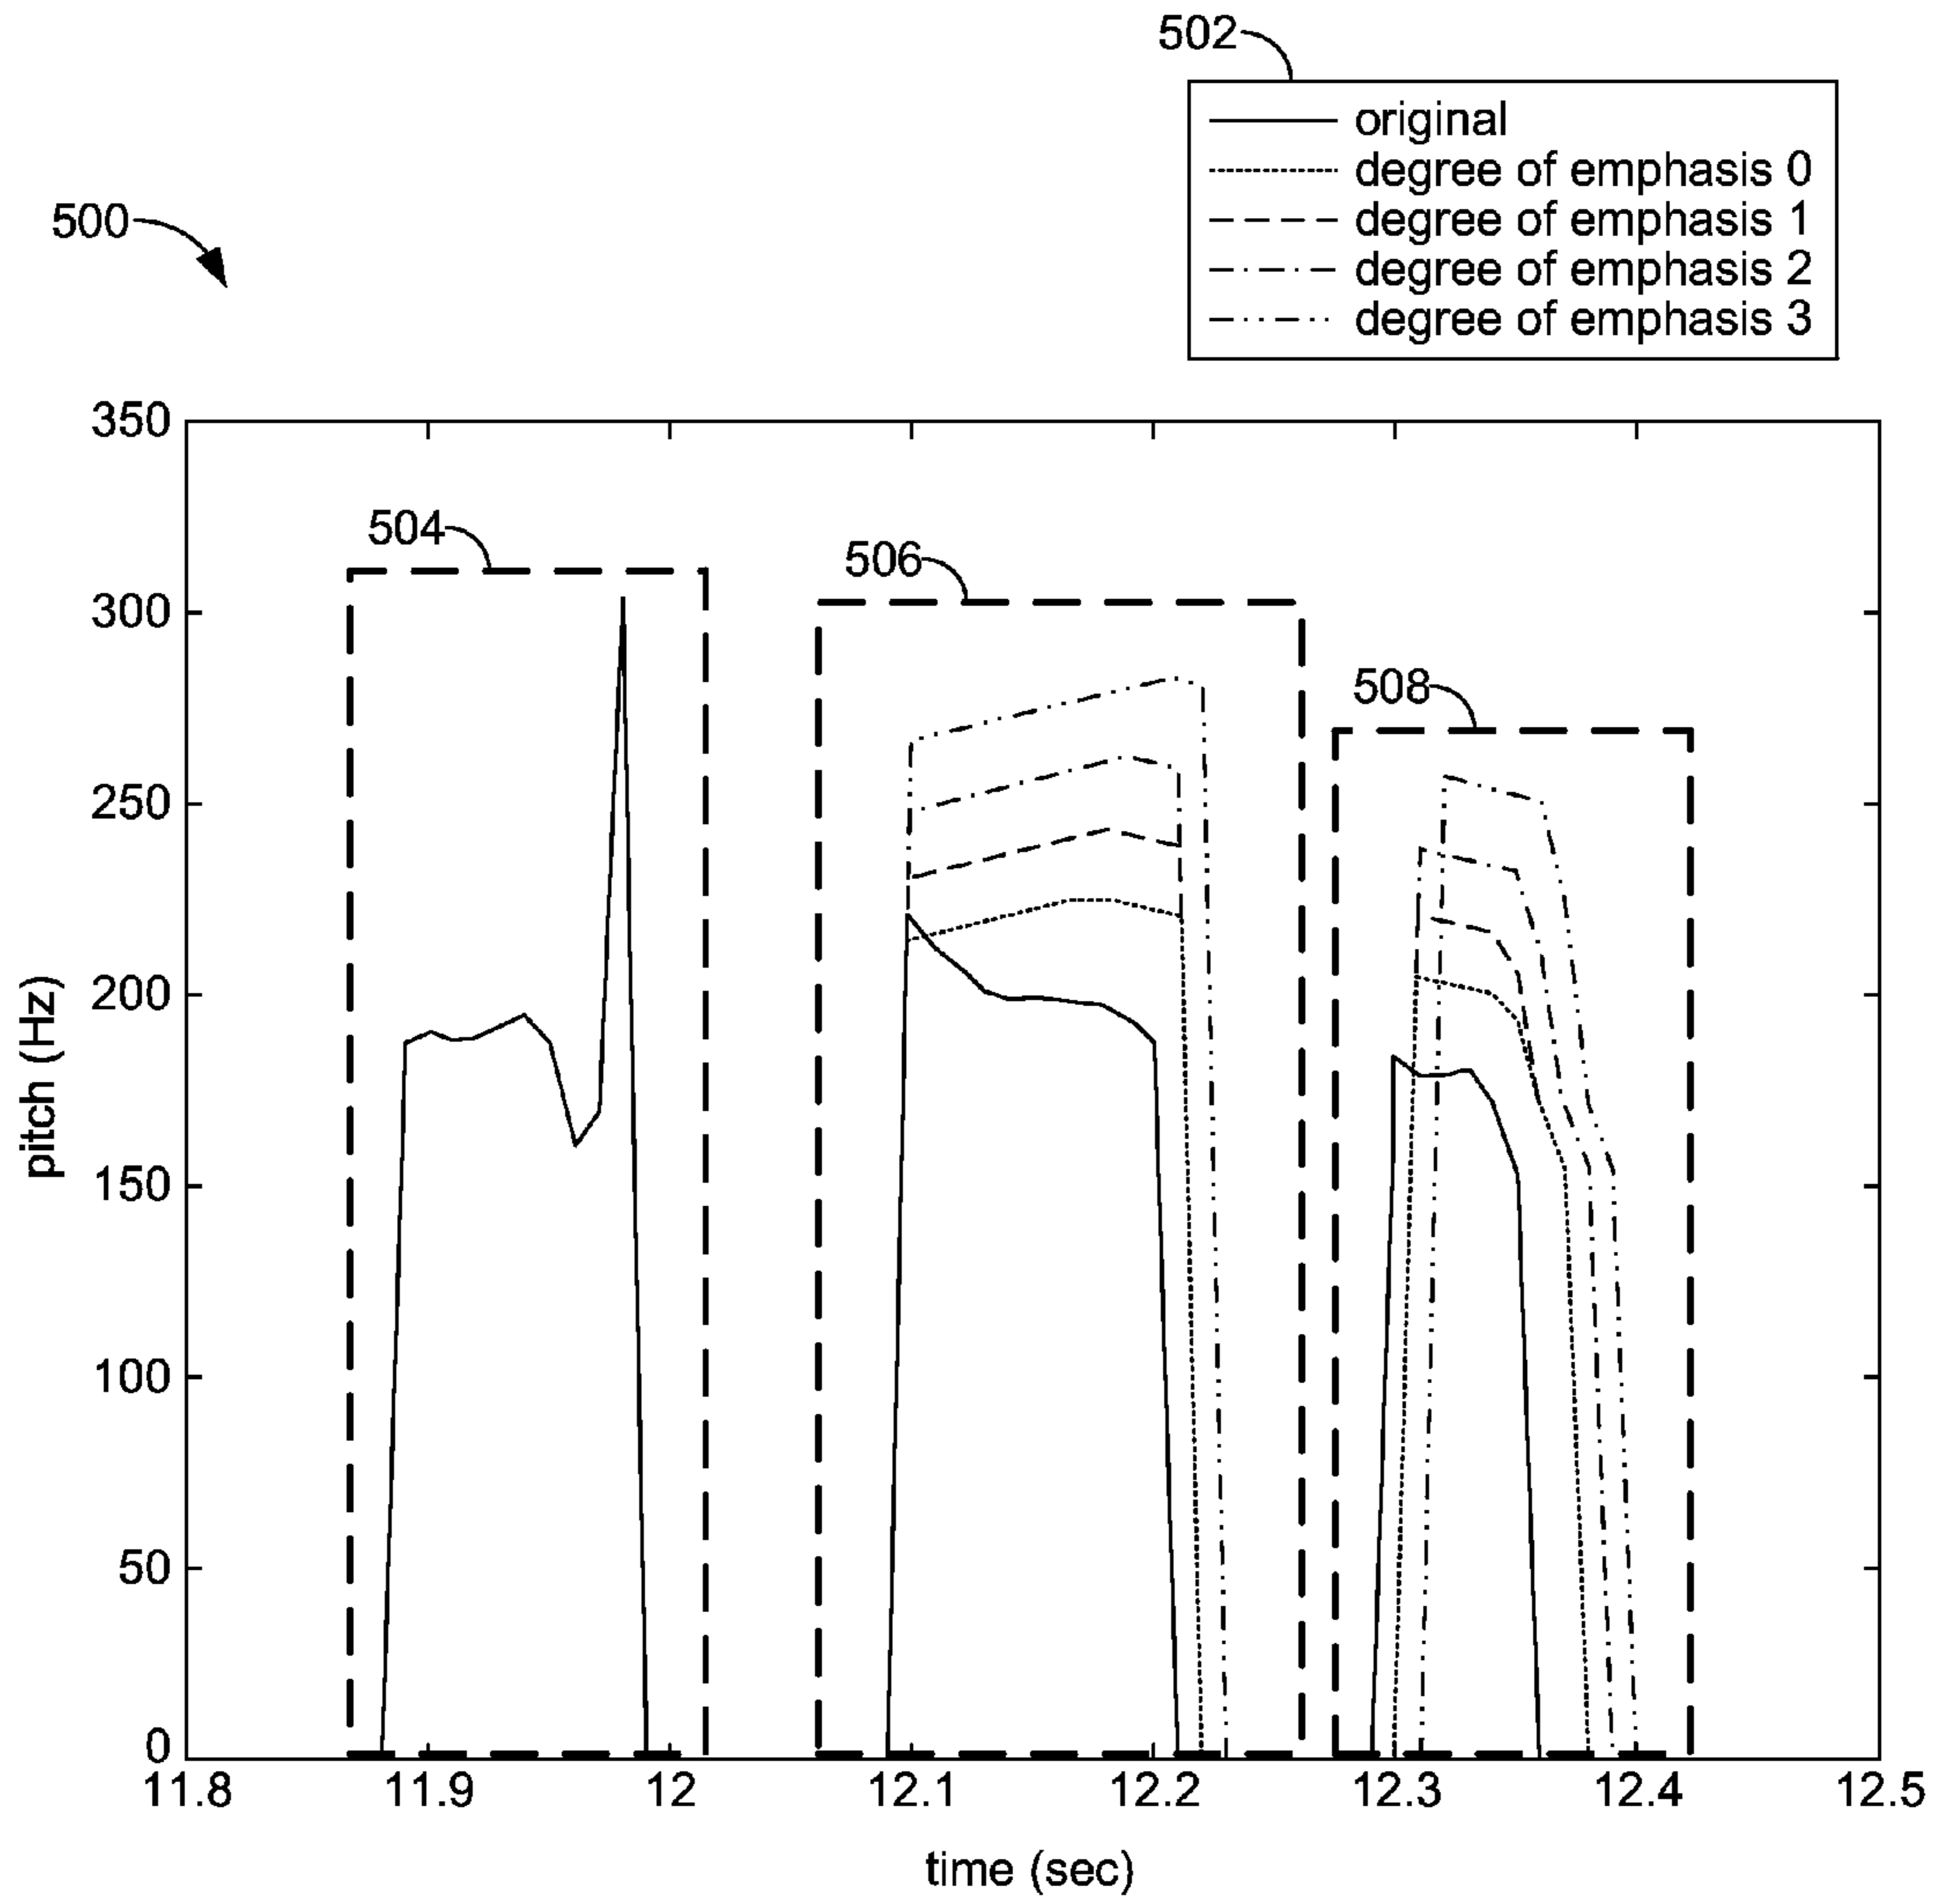 502
original
degree of emphasis 0
degree of emphasis 1
degree of emphasis 2
degree of emphasis 3
500
350
504
506
300
508
250
200
pitch (Hz)
150
100
50
0
11.8 11.9 12 12.1 12.2 12.3 12.4 12.5
time (sec)